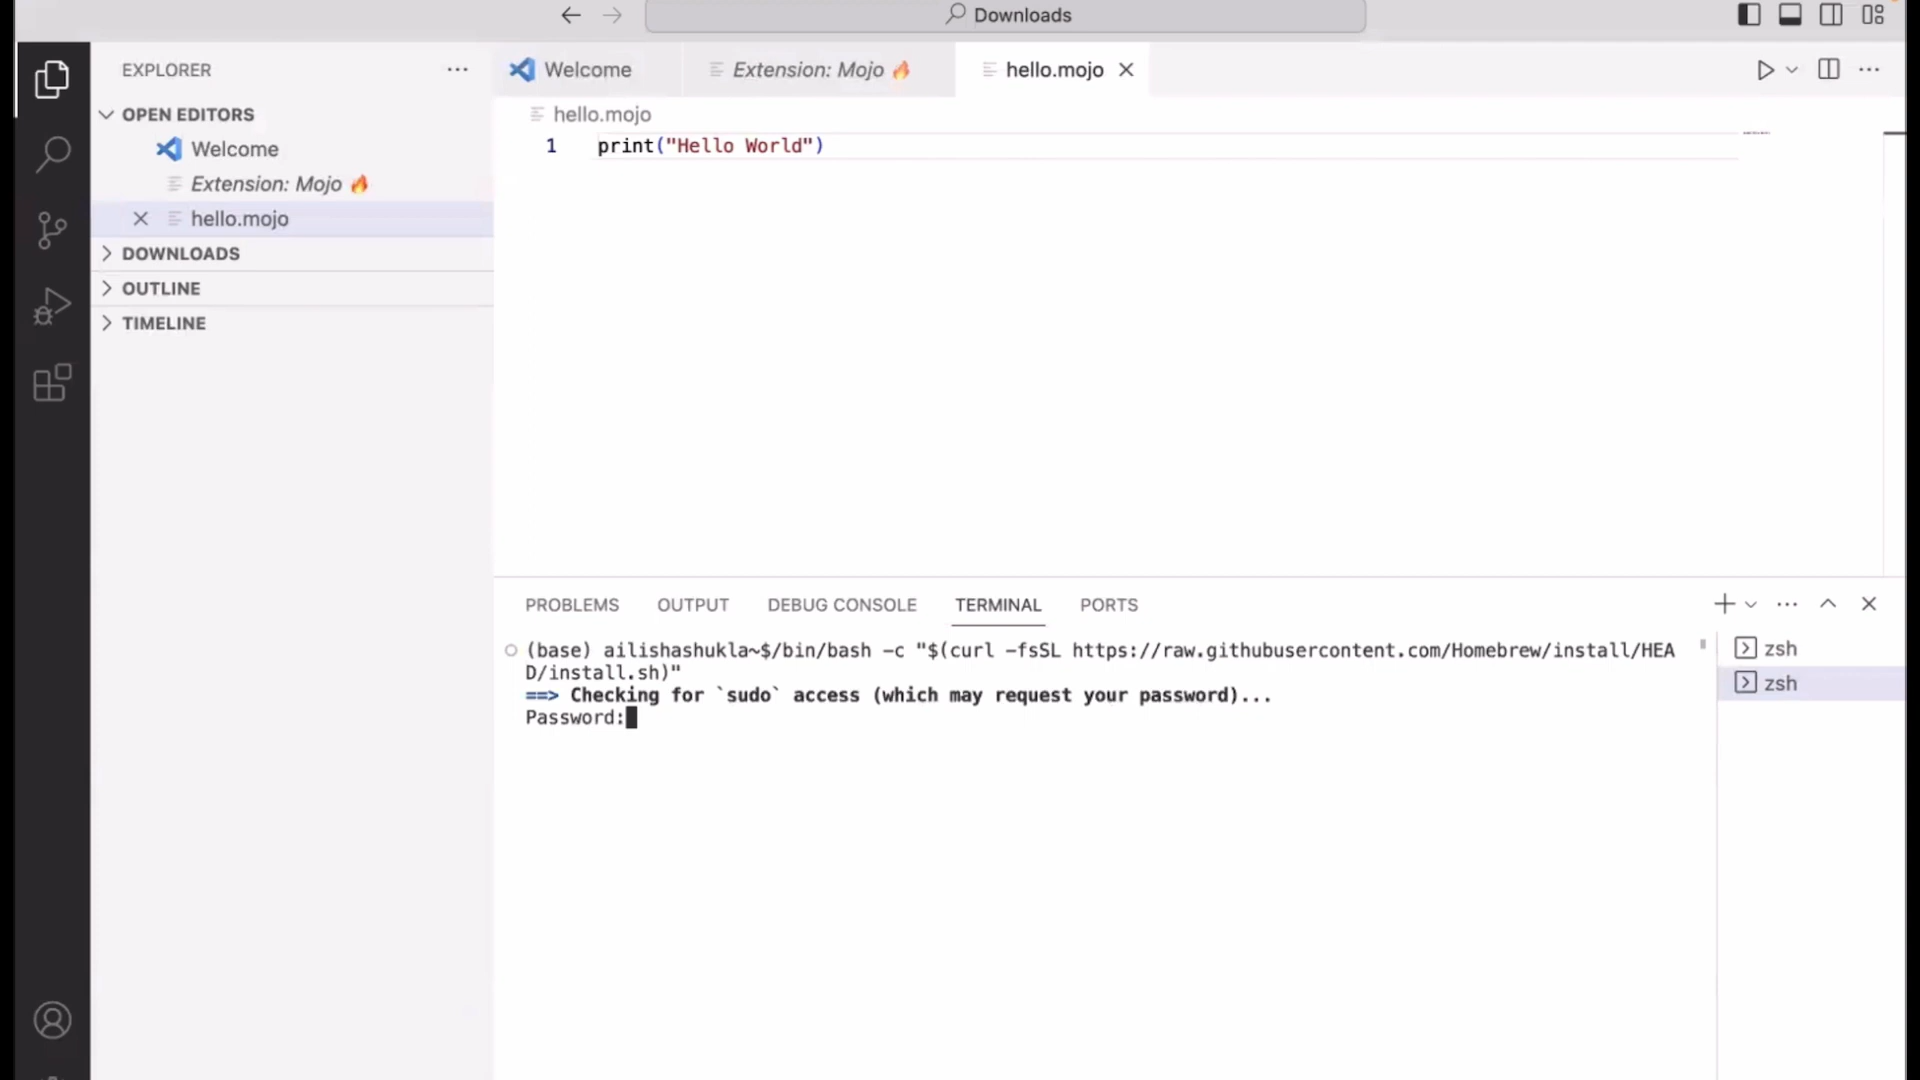 Downloads
EXPLORER
OPEN EDITORS
Welcome
Extension: Mojo 🔥
hello.mojo
DOWNLOADS
OUTLINE
TIMELINE
Welcome
Extension: Mojo 🔥
hello.mojo
hello.mojo
1 print("Hello World")
PROBLEMS OUTPUT DEBUG CONSOLE TERMINAL PORTS
(base) ailishashukla~$/bin/bash -c "$(curl -fsSL https://raw.githubusercontent.com/Homebrew/install/HEA
D/install.sh)"
==> Checking for `sudo` access (which may request your password)...
Password:
zsh
zsh